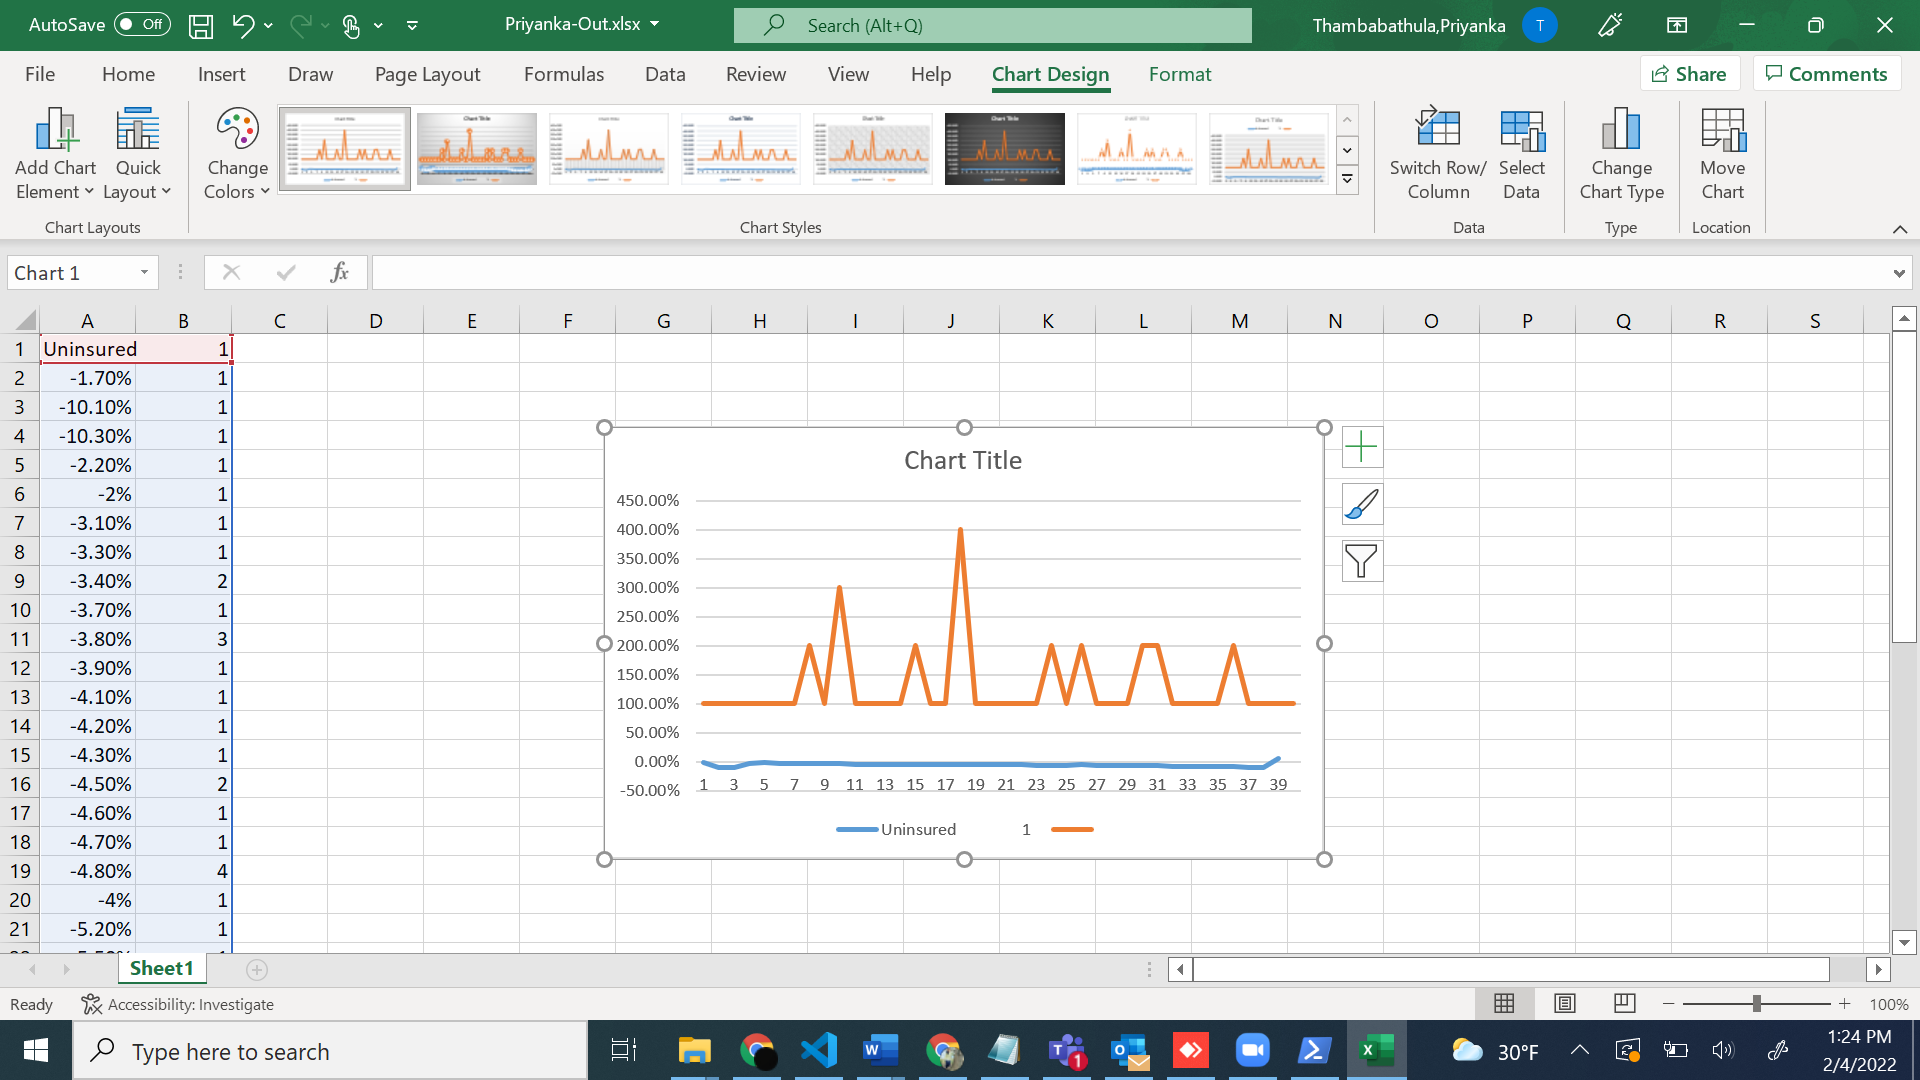 AutoSave Off Priyanka-Out.xlsx Search (Alt+Q) Thambabathula,Priyanka T
File Home Insert Draw Page Layout Formulas Data Review View Help Chart Design Format Share Comments
Add Chart Element
Quick Layout
Change Colors
Switch Row/ Column
Select Data
Change Chart Type
Move Chart
Chart Layouts Chart Styles Data Type Location
Chart 1 fx
A B C D E F G H I J K L M N O P Q R S
1 Uninsured 1
2 -1.70% 1
3 -10.10% 1
4 -10.30% 1
5 -2.20% 1
6 -2% 1
7 -3.10% 1
8 -3.30% 1
9 -3.40% 2
10 -3.70% 1
11 -3.80% 3
12 -3.90% 1
13 -4.10% 1
14 -4.20% 1
15 -4.30% 1
16 -4.50% 2
17 -4.60% 1
18 -4.70% 1
19 -4.80% 4
20 -4% 1
21 -5.20% 1
Chart Title
450.00%
400.00%
350.00%
300.00%
250.00%
200.00%
150.00%
100.00%
50.00%
0.00%
-50.00%
1 3 5 7 9 11 13 15 17 19 21 23 25 27 29 31 33 35 37 39
Uninsured 1
Sheet1
Ready Accessibility: Investigate 100%
Type here to search 1 30°F 1:24 PM
2/4/2022